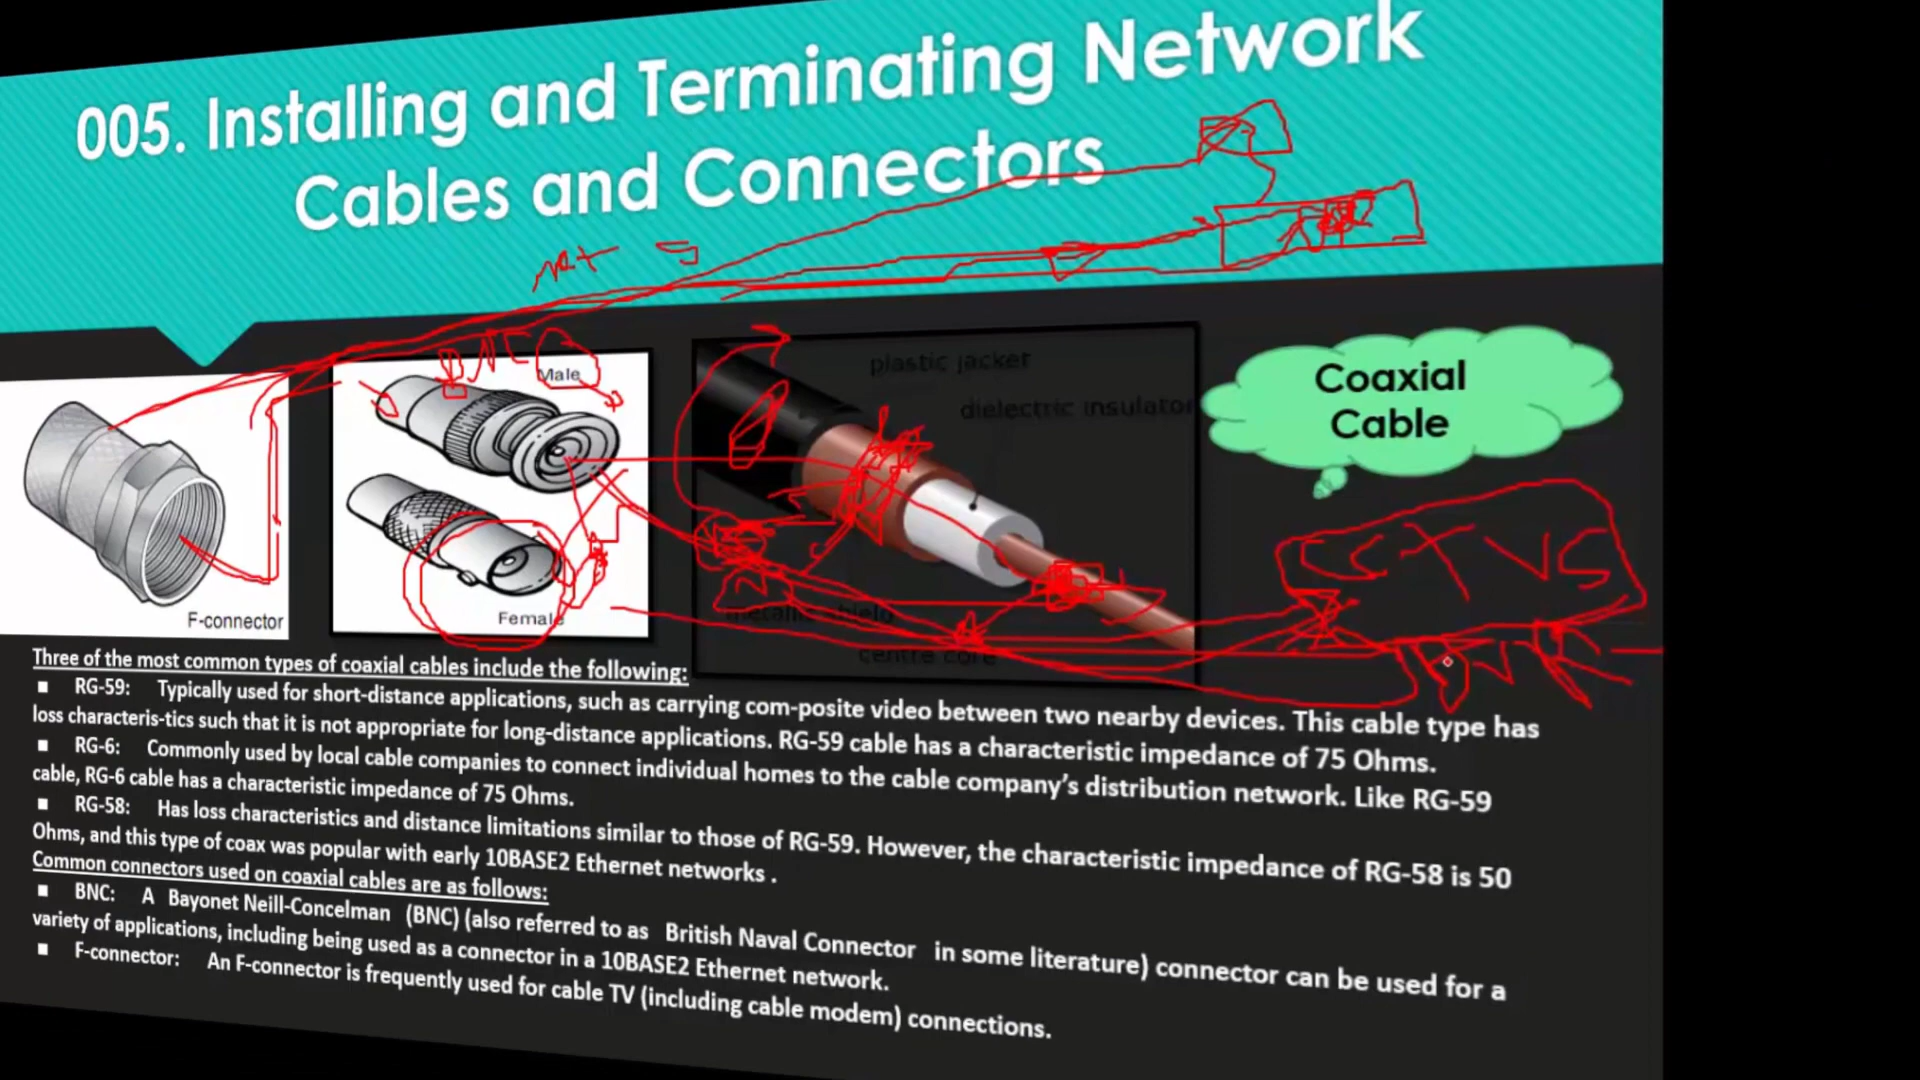 005. Installing and Terminating Network
Cables and Connectors
BNC
Male
Female
F-connector
plastic jacket
dielectric insulator
metallic shield
centre core
Coaxial
Cable
Three of the most common types of coaxial cables include the following:
■ RG-59: Typically used for short-distance applications, such as carrying com-posite video between two nearby devices. This cable type has
loss characteris-tics such that it is not appropriate for long-distance applications. RG-59 cable has a characteristic impedance of 75 Ohms.
■ RG-6: Commonly used by local cable companies to connect individual homes to the cable company’s distribution network. Like RG-59
cable, RG-6 cable has a characteristic impedance of 75 Ohms.
■ RG-58: Has loss characteristics and distance limitations similar to those of RG-59. However, the characteristic impedance of RG-58 is 50
Ohms, and this type of coax was popular with early 10BASE2 Ethernet networks .
Common connectors used on coaxial cables are as follows:
■ BNC: A Bayonet Neill-Concelman (BNC) (also referred to as British Naval Connector in some literature) connector can be used for a
variety of applications, including being used as a connector in a 10BASE2 Ethernet network.
■ F-connector: An F-connector is frequently used for cable TV (including cable modem) connections.